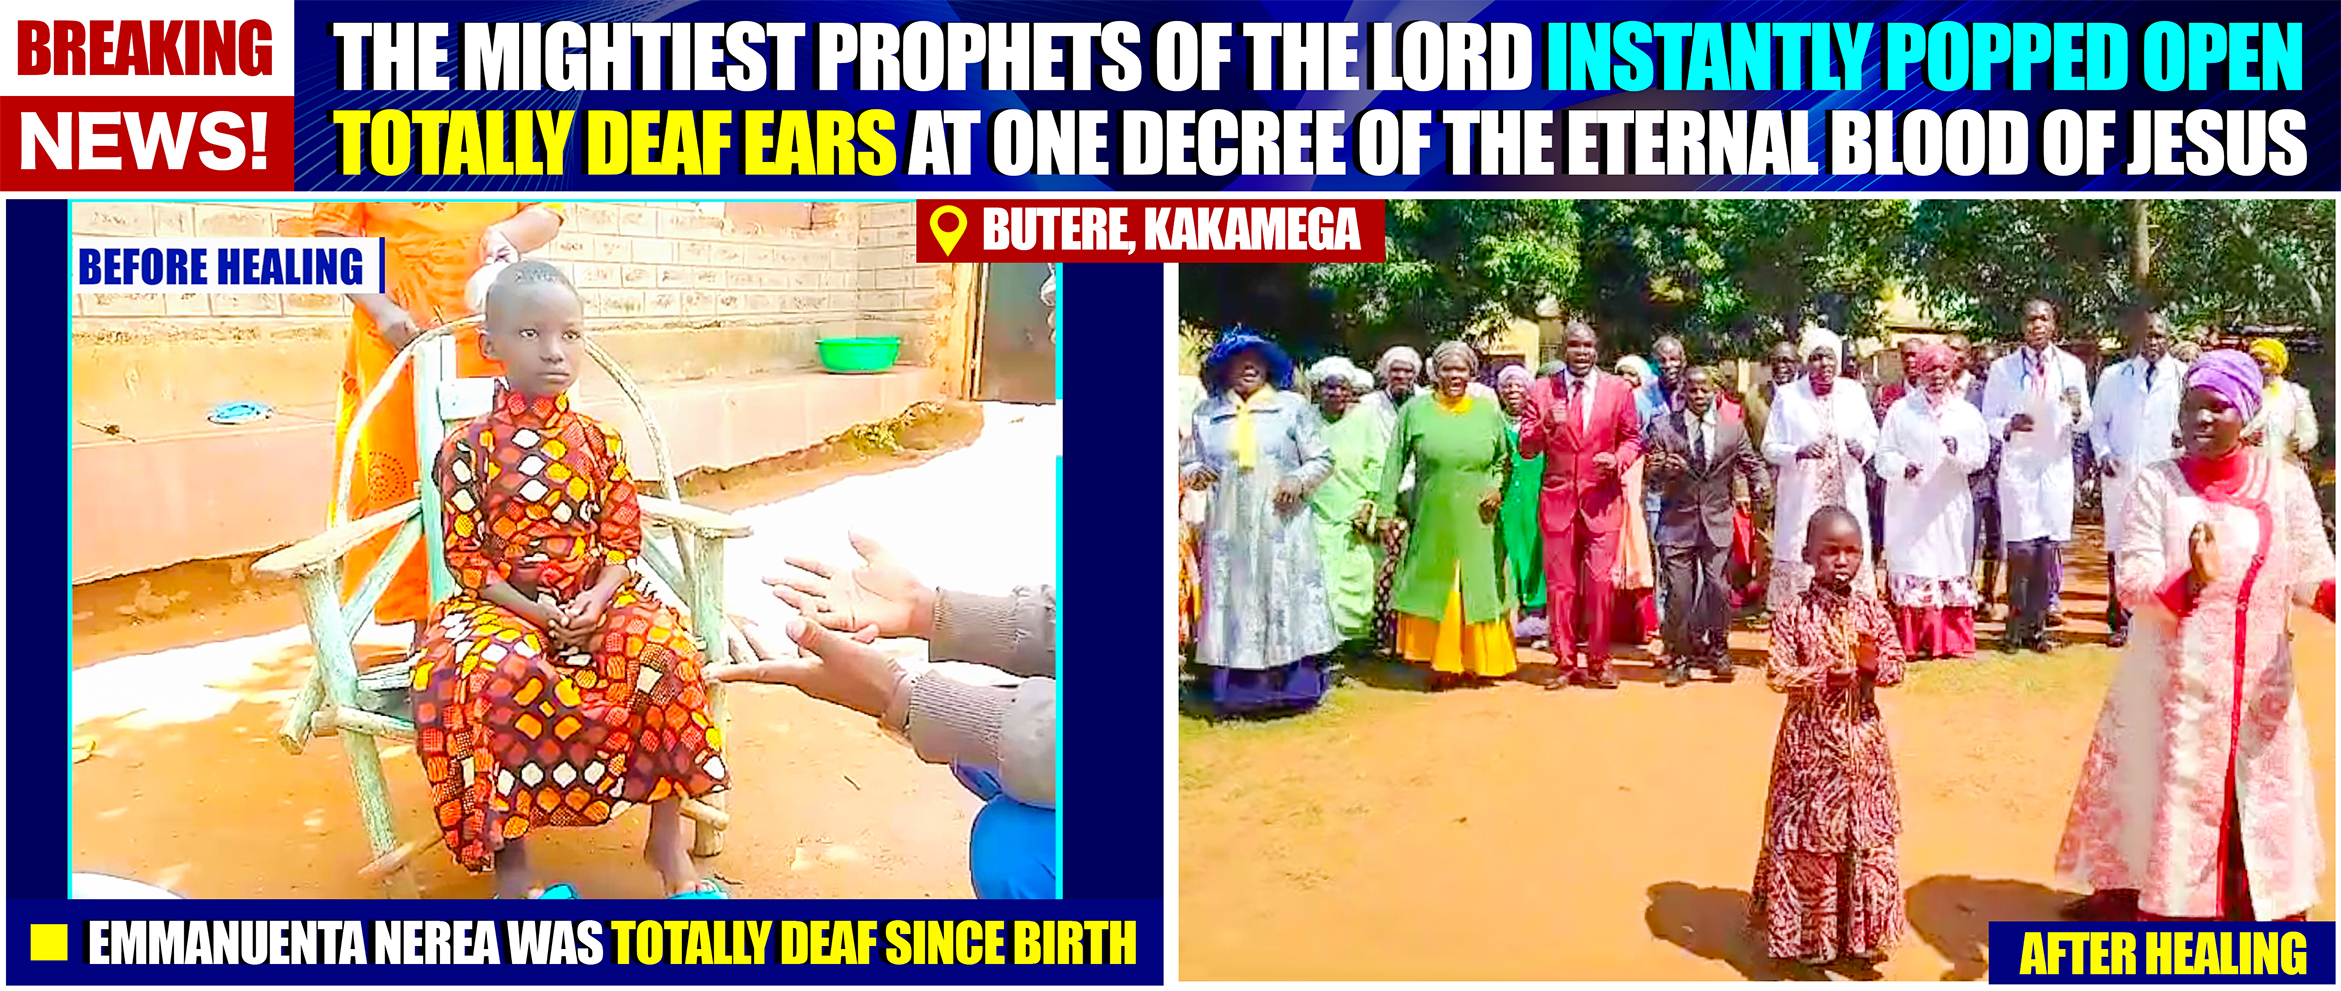 BREAKING
NEWS!
THE MIGHTIEST PROPHETS OF THE LORD INSTANTLY POPPED OPEN
TOTALLY DEAF EARS AT ONE DECREE OF THE ETERNAL BLOOD OF JESUS
BUTERE, KAKAMEGA
BEFORE HEALING
EMMANUENTA NEREA WAS TOTALLY DEAF SINCE BIRTH
AFTER HEALING